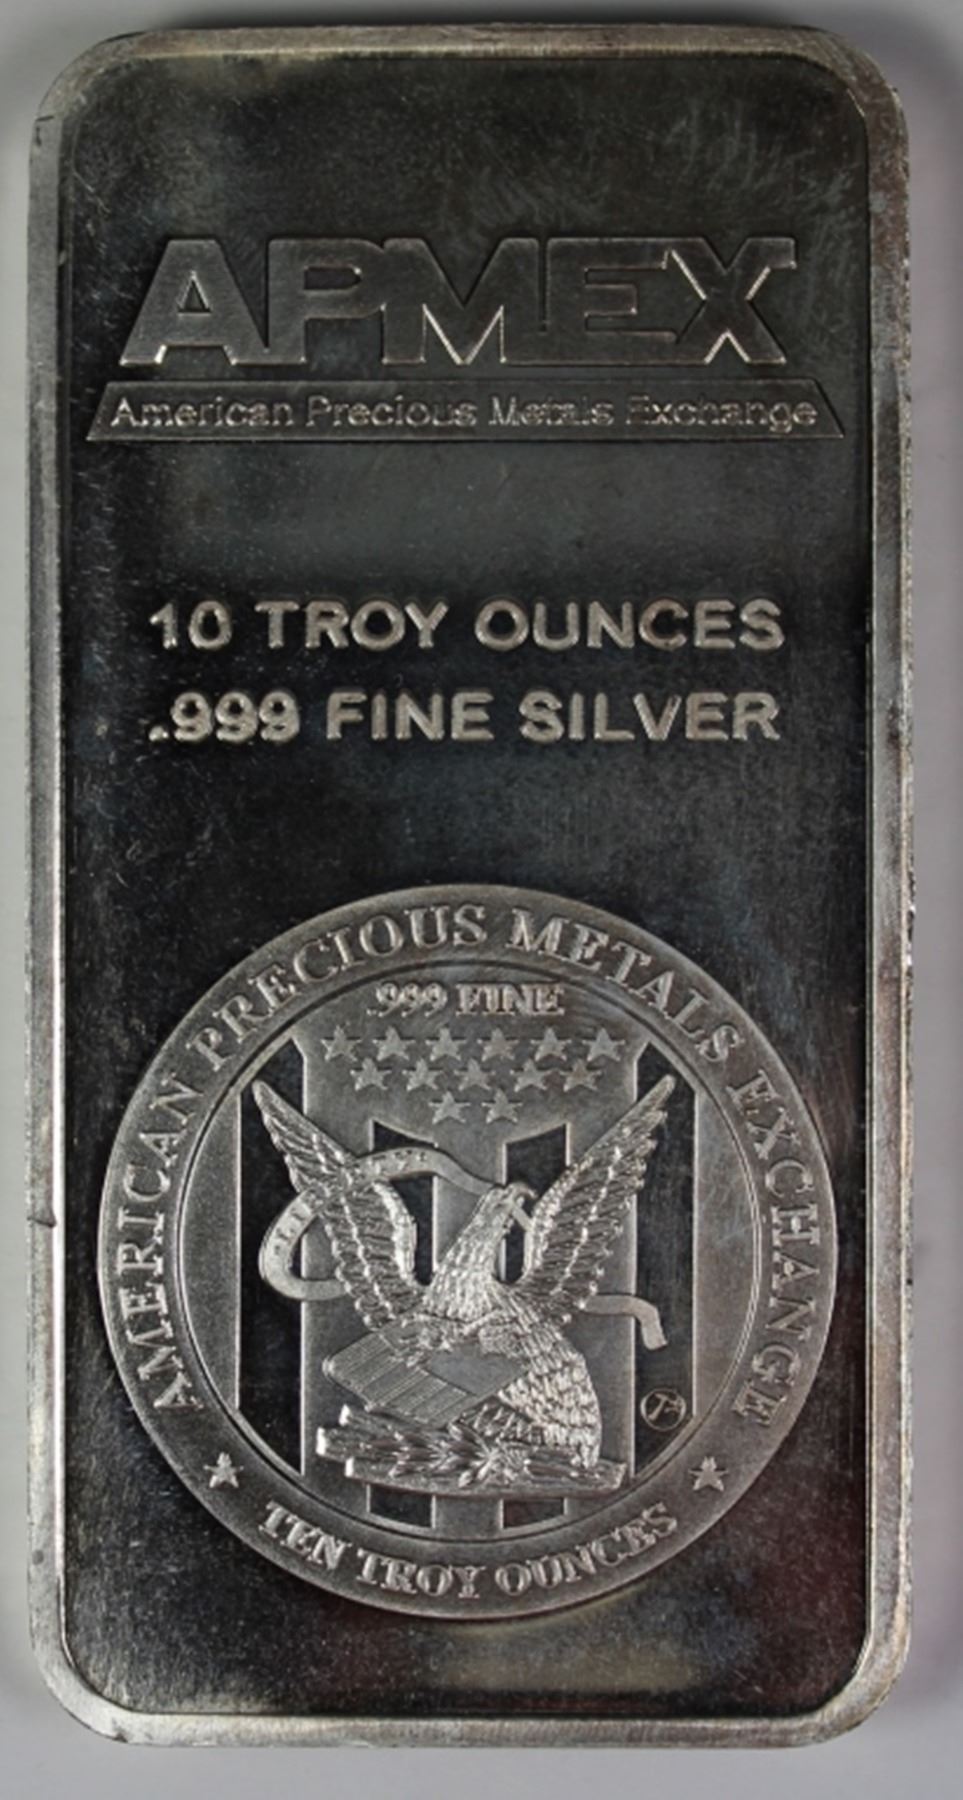 APMEX
American Precious Metals Exchange
10 TROY OUNCES
.999 FINE SILVER
AMERICAN PRECIOUS METALS EXCHANGE
.999 FINE
TEN TROY OUNCES